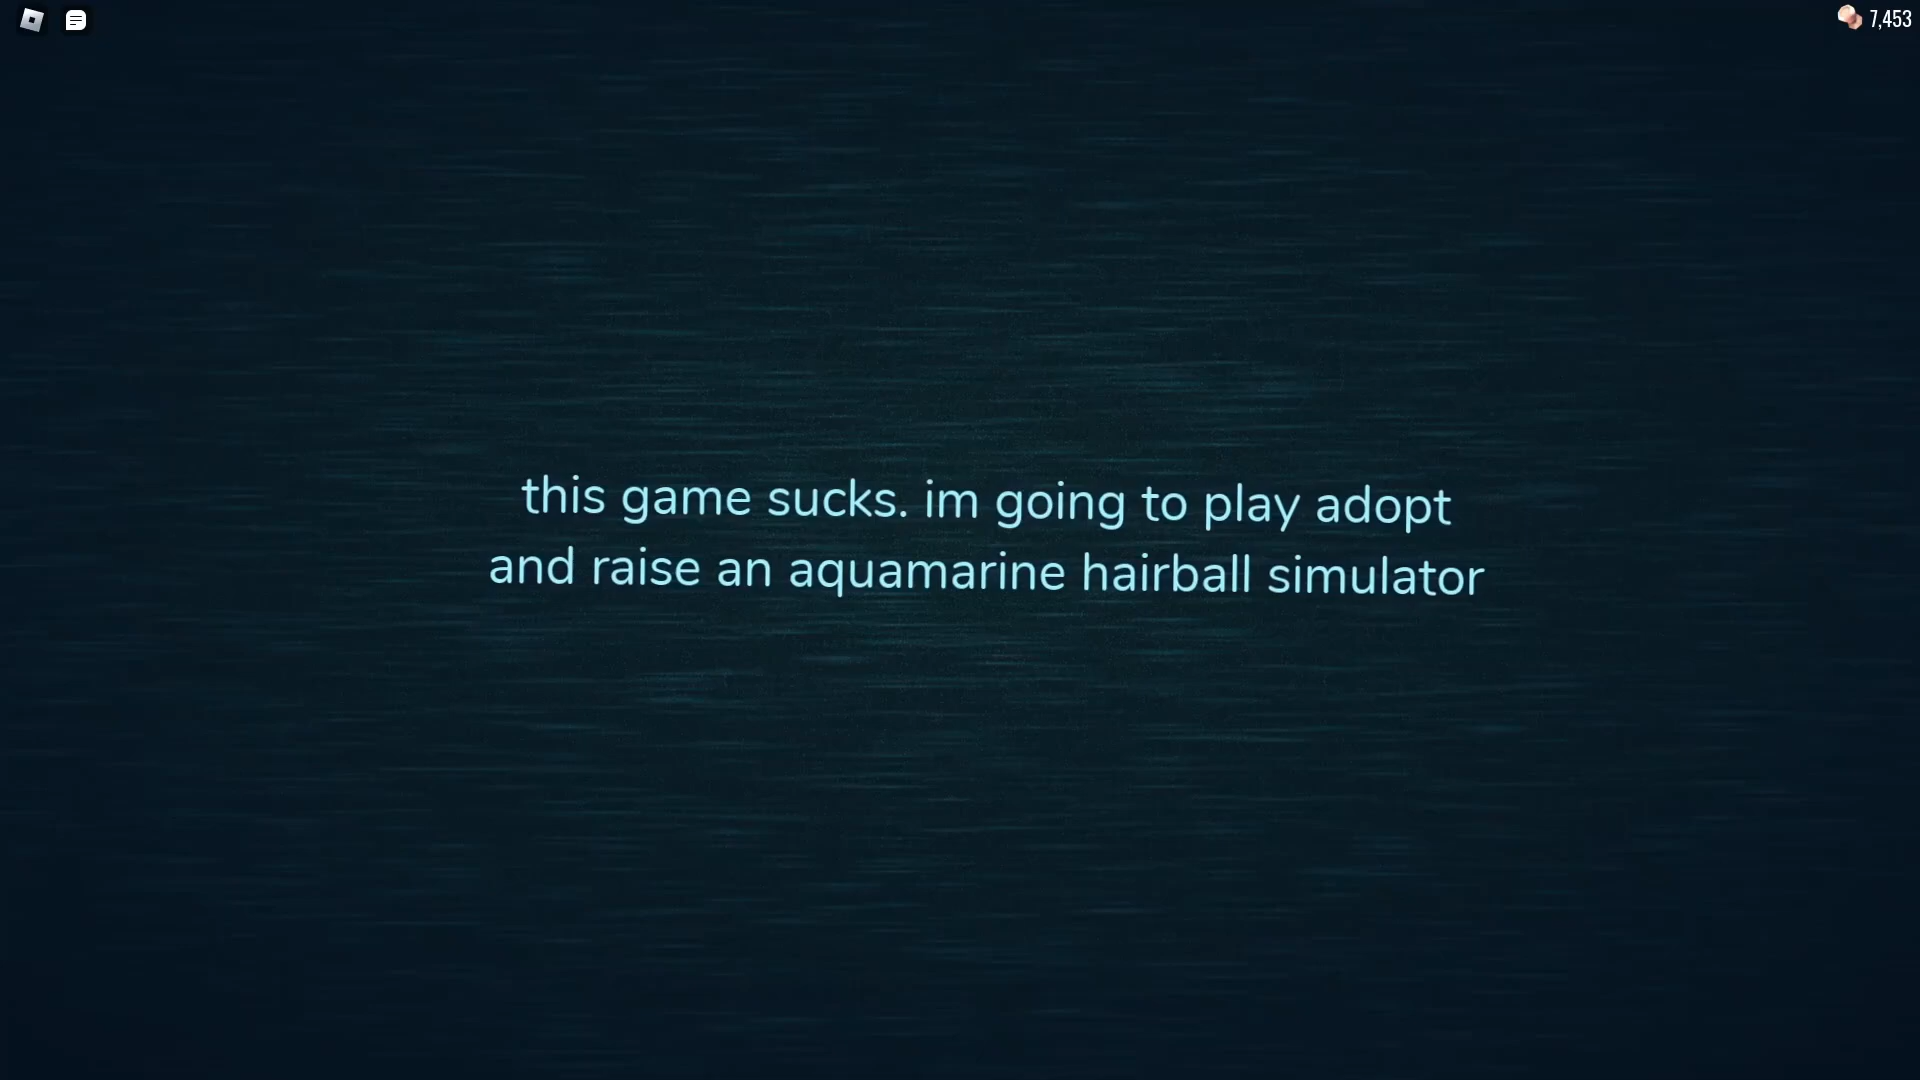 7,453
this game sucks. im going to play adopt
and raise an aquamarine hairball simulator